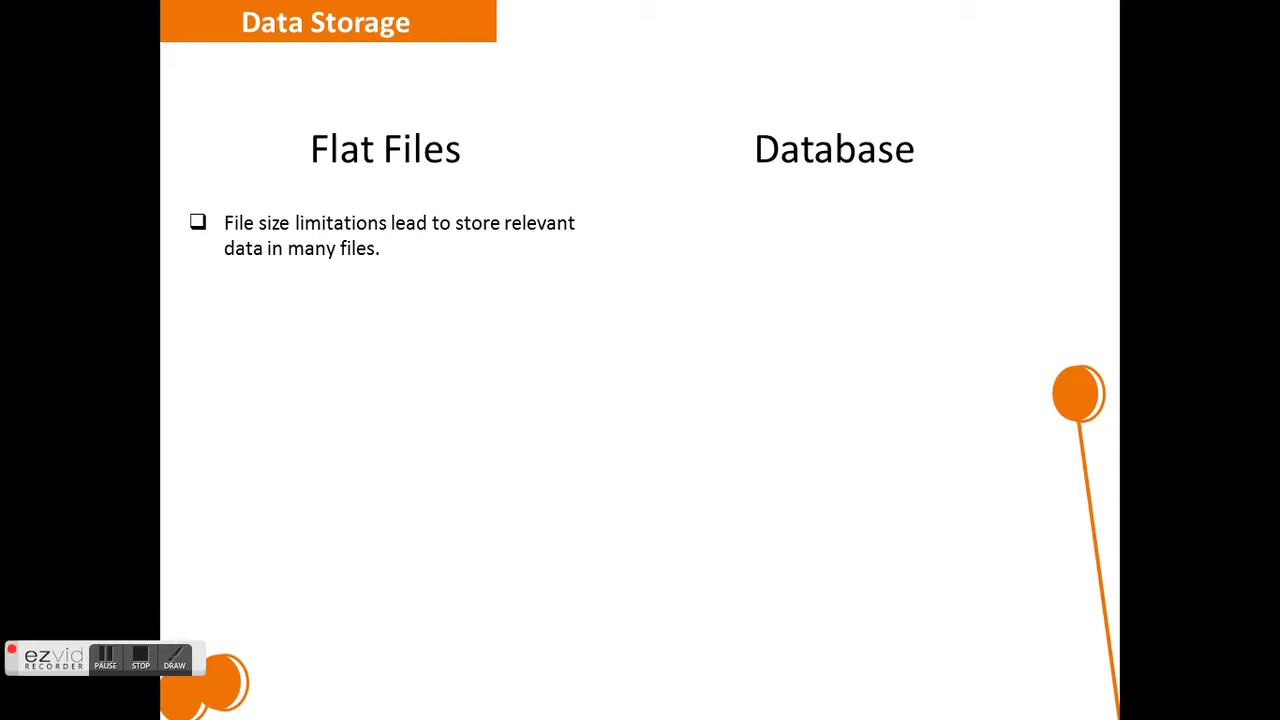 Data Storage
Flat Files
Database
❑ File size limitations lead to store relevant
data in many files.
ezvid
RECORDER
PAUSE
STOP
DRAW